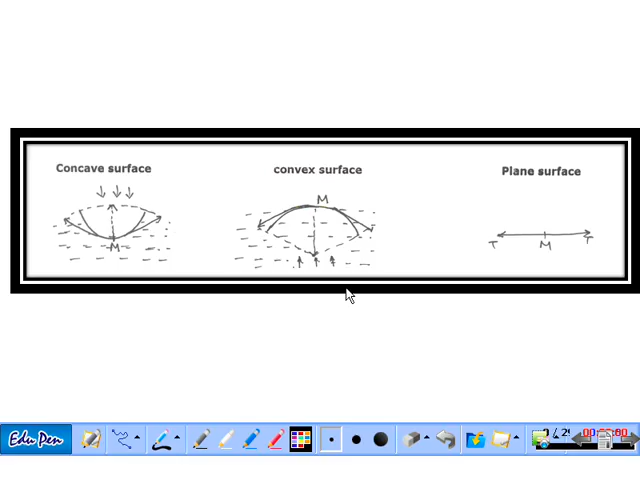 Concave surface
convex surface
Plane surface
M
M
T M T
Edu Pen